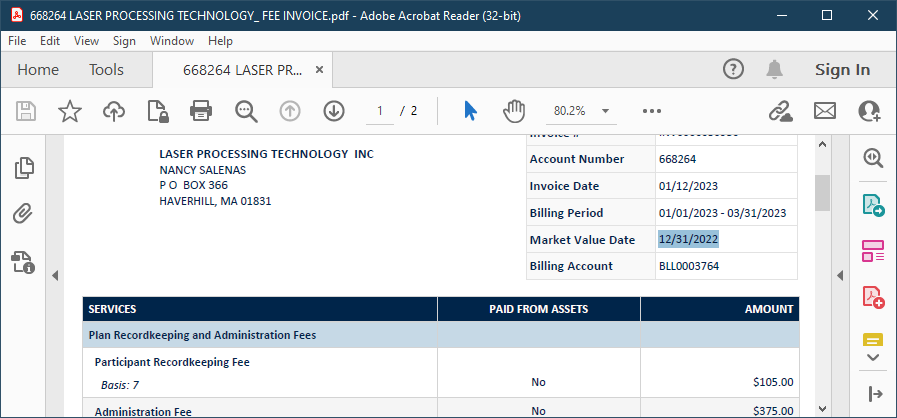 668264 LASER PROCESSING TECHNOLOGY_ FEE INVOICE.pdf - Adobe Acrobat Reader (32-bit)
File Edit View Sign Window Help
Home Tools 668264 LASER PR... × Sign In
1 / 2 80.2%
Invoice #
LASER PROCESSING TECHNOLOGY INC
NANCY SALENAS
P O BOX 366
HAVERHILL, MA 01831
Account Number 668264
Invoice Date 01/12/2023
Billing Period 01/01/2023 - 03/31/2023
Market Value Date 12/31/2022
Billing Account BLL0003764
SERVICES PAID FROM ASSETS AMOUNT
Plan Recordkeeping and Administration Fees
Participant Recordkeeping Fee
Basis: 7 No $105.00
Administration Fee No $375.00